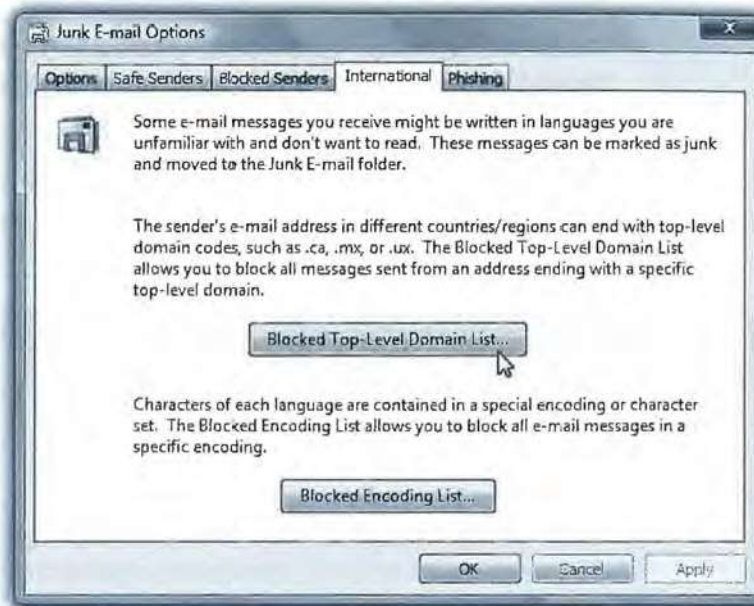 Junk E-mail Options
X
Options Safe Senders Blocked Senders International Phishing
Some e-mail messages you receive might be written in languages you are
unfamiliar with and don't want to read. These messages can be marked as junk
and moved to the Junk E-mail folder.
The sender's e-mail address in different countries/regions can end with top-level
domain codes, such as .ca, .mx, or .ux. The Blocked Top-Level Domain List
allows you to block all messages sent from an address ending with a specific
top-level domain.
Blocked Top-Level Domain List...
Characters of each language are contained in a special encoding or character
set. The Blocked Encoding List allows you to block all e-mail messages in a
specific encoding.
Blocked Encoding List...
OK Cancel Apply